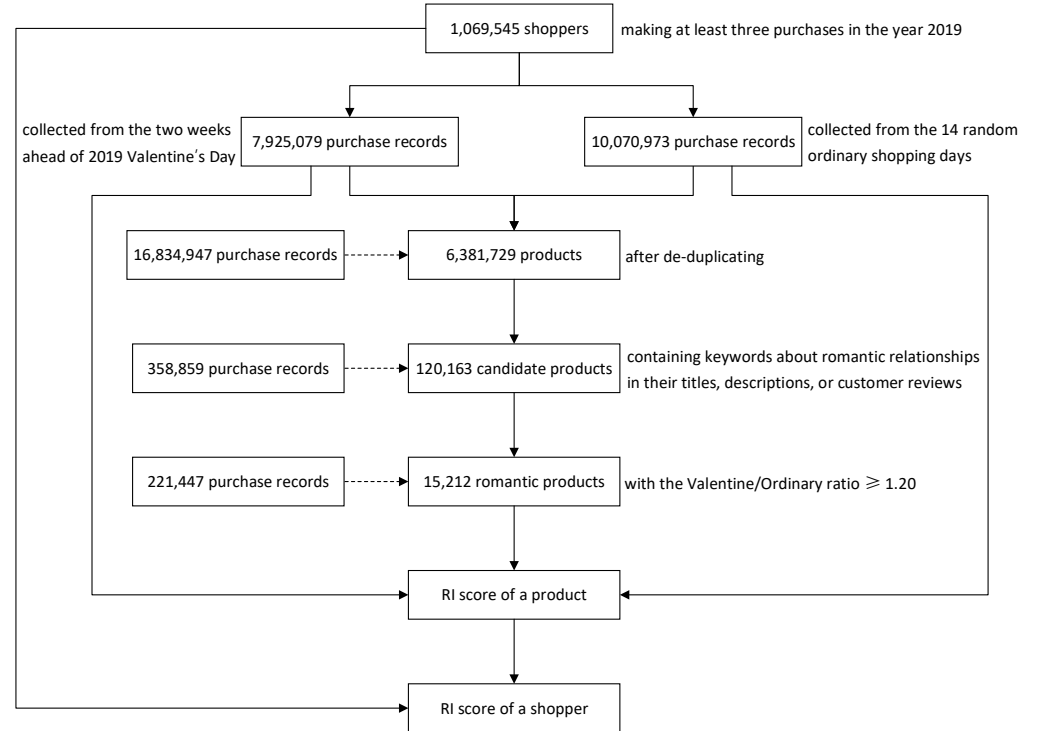 1,069,545 shoppers
making at least three purchases in the year 2019
collected from the two weeks
ahead of 2019 Valentine's Day
7,925,079 purchase records
10,070,973 purchase records
collected from the 14 random
ordinary shopping days
16,834,947 purchase records
6,381,729 products
after de-duplicating
358,859 purchase records
120,163 candidate products
containing keywords about romantic relationships
in their titles, descriptions, or customer reviews
221,447 purchase records
15,212 romantic products
with the Valentine/Ordinary ratio ⩾ 1.20
RI score of a product
RI score of a shopper